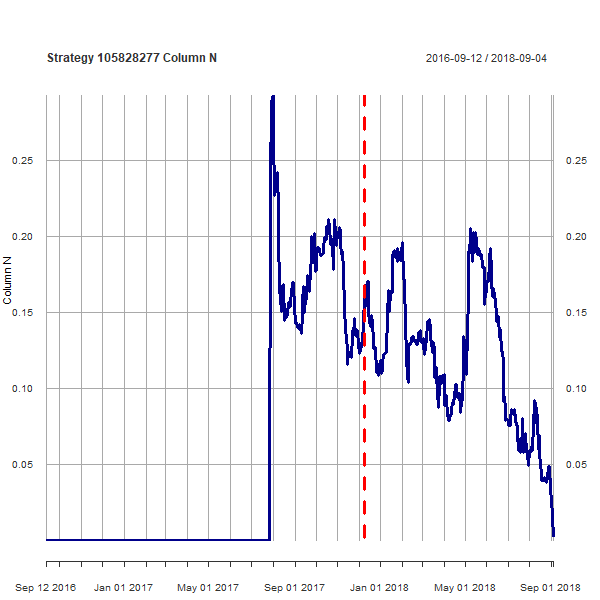 Strategy 105828277 Column N
2016-09-12 / 2018-09-04
0.25
0.25
0.20
0.20
0.15
0.15
0.10
0.10
0.05
0.05
Column N
Sep 12 2016
Jan 01 2017
May 01 2017
Sep 01 2017
Jan 01 2018
May 01 2018
Sep 01 2018